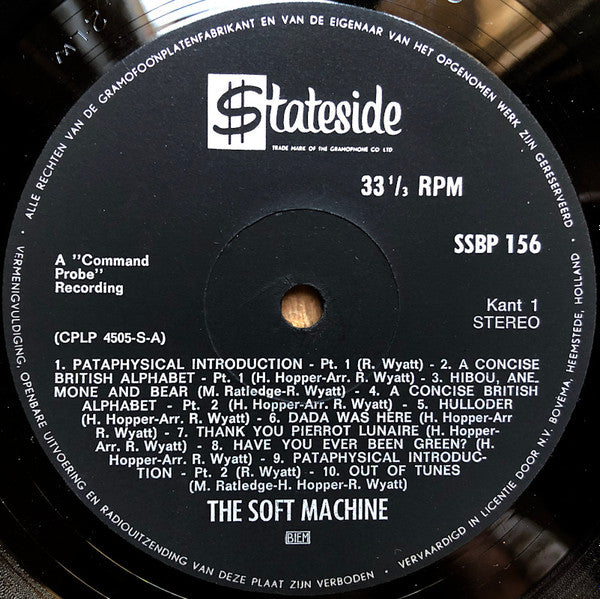 ALLE RECHTEN VAN DE GRAMOFOONPLATENFABRIKANT EN VAN DE EIGENAAR VAN HET OPGENOMEN WERK ZIJN GERESERVEERD •
$tateside
TRADE MARK OF THE GRAMOPHONE CO LTD
33 1/3 RPM
SSBP 156
A "Command
Probe"
Recording
Kant 1
STEREO
(CPLP 4505-S-A)
1. PATAPHYSICAL INTRODUCTION - Pt. 1 (R. Wyatt) - 2. A CONCISE
BRITISH ALPHABET - Pt. 1 (H. Hopper-Arr. R. Wyatt) - 3. HIBOU, ANE_
MONE AND BEAR (M. Ratledge-R. Wyatt) - 4. A CONCISE BRITISH
ALPHABET - Pt. 2 (H. Hopper-Arr. R. Wyatt) - 5. HULLODER
(H. Hopper-Arr. R. Wyatt) - 6. DADA WAS HERE (H. Hopper-Arr
R. Wyatt) - 7. THANK YOU PIERROT LUNAIRE (H. Hopper-
Arr. R. Wyatt) - 8. HAVE YOU EVER BEEN GREEN? (H.
Hopper-Arr. R. Wyatt) - 9. PATAPHYSICAL INTRODUC-
TION - Pt. 2 (R. Wyatt) - 10. OUT OF TUNES
(M. Ratledge-H. Hopper-R. Wyatt)
THE SOFT MACHINE
BIEM
VERMENIGVULDIGING, OPENBARE UITVOERING EN RADIOUITZENDING VAN DEZE PLAAT ZIJN VERBODEN •
VERVAARDIGD IN LICENTIE DOOR N.V. BOVEMA, HEEMSTEDE, HOLLAND •